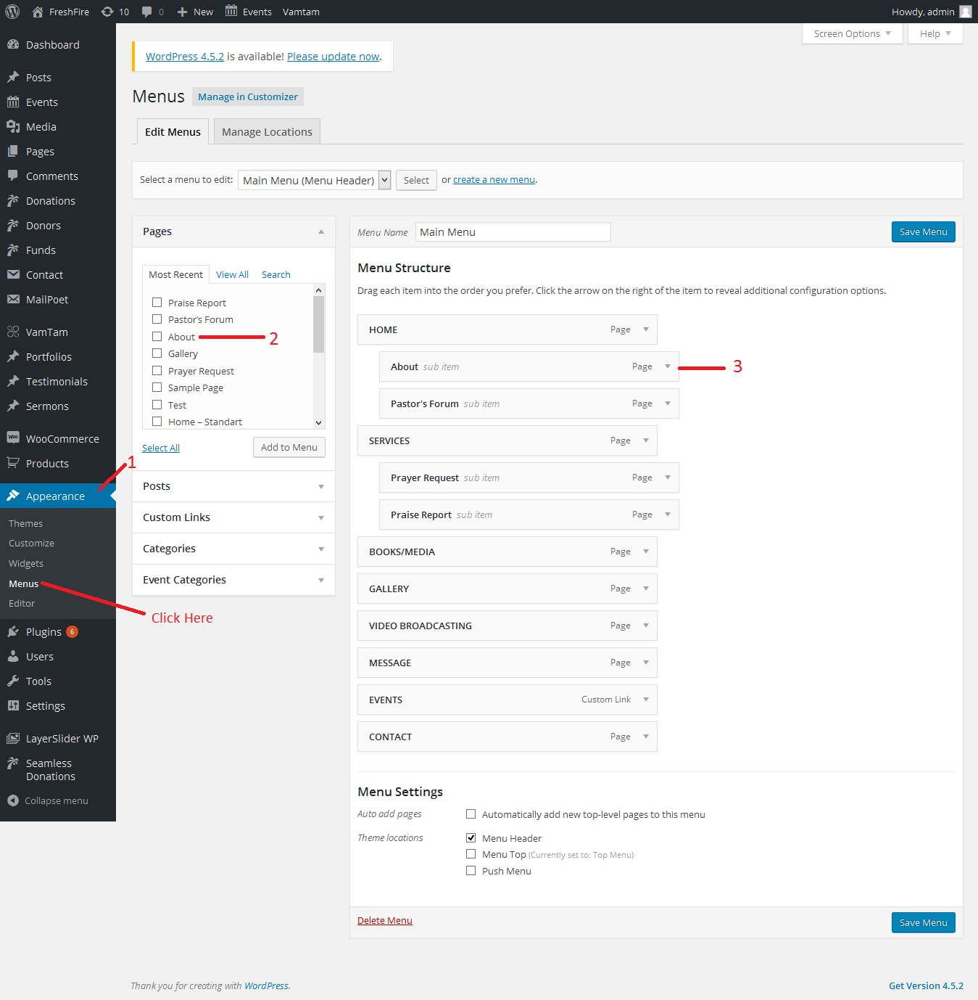 FreshFire 10 0 New Events Vamtam Howdy, admin
Screen Options Help
Dashboard
Posts
Events
Media
Pages
Comments
Donations
Donors
Funds
Contact
MailPoet
VamTam
Portfolios
Testimonials
Sermons
WooCommerce
Products
Appearance
1
Themes
Customize
Widgets
Menus
Click Here
Editor
Plugins 6
Users
Tools
Settings
LayerSlider WP
Seamless
Donations
Collapse menu
WordPress 4.5.2 is available! Please update now.
Menus Manage in Customizer
Edit Menus Manage Locations
Select a menu to edit: Main Menu (Menu Header) Select or create a new menu.
Pages
Most Recent View All Search
Praise Report
Pastor's Forum
About 2
Gallery
Prayer Request
Sample Page
Test
Home – Standart
Select All Add to Menu
Posts
Custom Links
Categories
Event Categories
Menu Name Main Menu Save Menu
Menu Structure
Drag each item into the order you prefer. Click the arrow on the right of the item to reveal additional configuration options.
HOME Page
About sub item Page 3
Pastor's Forum sub item Page
SERVICES Page
Prayer Request sub item Page
Praise Report sub item Page
BOOKS/MEDIA Page
GALLERY Page
VIDEO BROADCASTING Page
MESSAGE Page
EVENTS Custom Link
CONTACT Page
Menu Settings
Auto add pages Automatically add new top-level pages to this menu
Theme locations Menu Header
Menu Top (Currently set to: Top Menu)
Push Menu
Delete Menu Save Menu
Thank you for creating with WordPress. Get Version 4.5.2